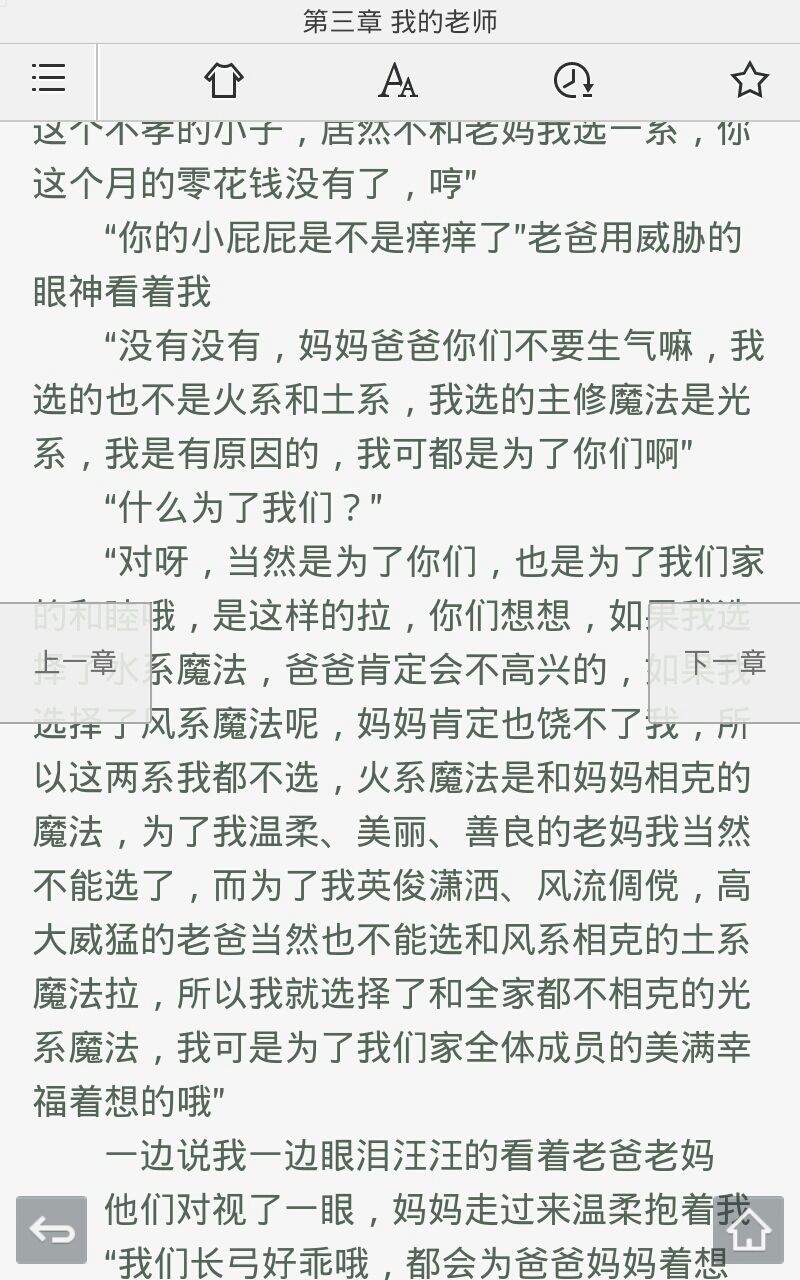 第三章 我的老师
这个不孝的小子，居然不和老妈我选一系，你
这个月的零花钱没有了，哼”
“你的小屁屁是不是痒痒了”老爸用威胁的
眼神看着我
“没有没有，妈妈爸爸你们不要生气嘛，我
选的也不是火系和土系，我选的主修魔法是光
系，我是有原因的，我可都是为了你们啊”
“什么为了我们？”
“对呀，当然是为了你们，也是为了我们家
的和睦哦，是这样的拉，你们想想，如果我选
择了水系魔法，爸爸肯定会不高兴的，如果我
上一章
下一章
选择了风系魔法呢，妈妈肯定也饶不了我，所
以这两系我都不选，火系魔法是和妈妈相克的
魔法，为了我温柔、美丽、善良的老妈我当然
不能选了，而为了我英俊潇洒、风流倜傥，高
大威猛的老爸当然也不能选和风系相克的土系
魔法拉，所以我就选择了和全家都不相克的光
系魔法，我可是为了我们家全体成员的美满幸
福着想的哦”
一边说我一边眼泪汪汪的看着老爸老妈
他们对视了一眼，妈妈走过来温柔抱着我
“我们长弓好乖哦，都会为爸爸妈妈着想